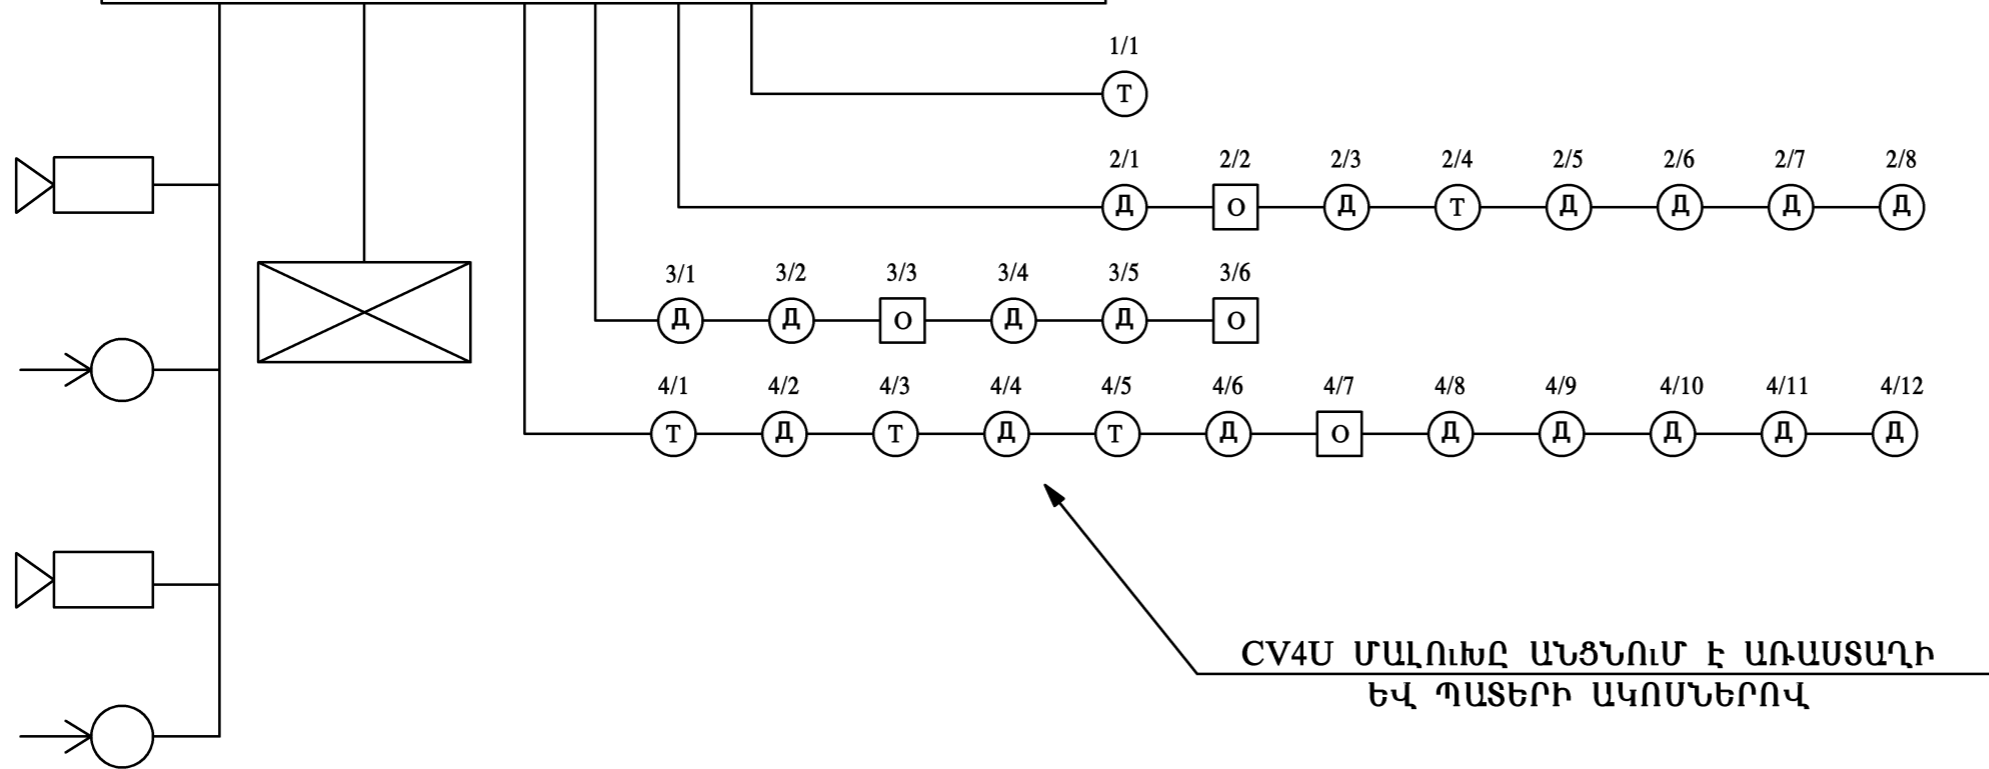 1/1
T
2/1 2/2 2/3 2/4 2/5 2/6 2/7 2/8
Д О Д Т Д Д Д Д
3/1 3/2 3/3 3/4 3/5 3/6
Д Д О Д Д О
4/1 4/2 4/3 4/4 4/5 4/6 4/7 4/8 4/9 4/10 4/11 4/12
Т Д Т Д Т Д О Д Д Д Д Д
CV4U ՄԱԼՈւԽԸ ԱՆՑՆՈւՄ Է ԱՌԱՍՏԱՂԻ
ԵՎ ՊԱՏԵՐԻ ԱԿՈՍՆԵՐՈՎ